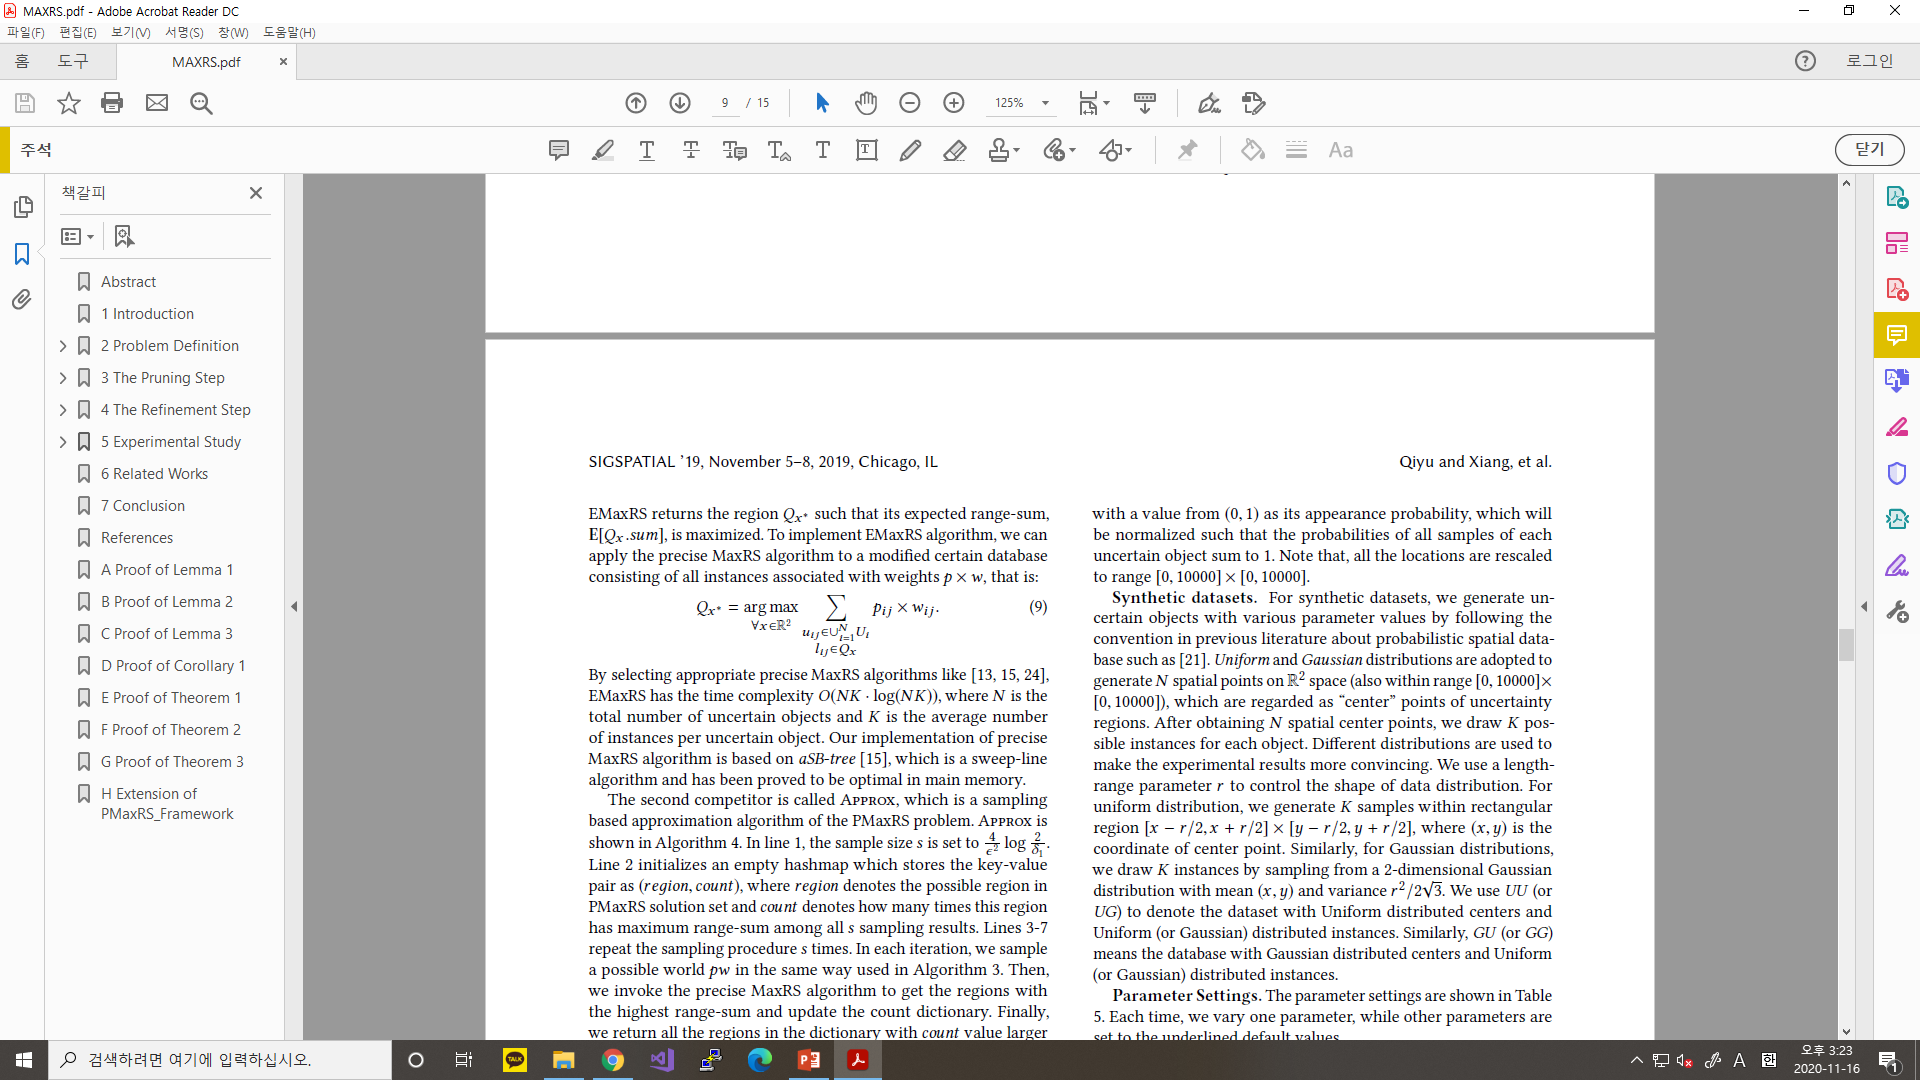 MAXRS.pdf - Adobe Acrobat Reader DC
파일(F) 편집(E) 보기(V) 서명(S) 창(W) 도움말(H)
홈 도구 MAXRS.pdf 로그인
9 / 15 125%
주석 닫기
책갈피
Abstract
1 Introduction
2 Problem Definition
3 The Pruning Step
4 The Refinement Step
5 Experimental Study
6 Related Works
7 Conclusion
References
A Proof of Lemma 1
B Proof of Lemma 2
C Proof of Lemma 3
D Proof of Corollary 1
E Proof of Theorem 1
F Proof of Theorem 2
G Proof of Theorem 3
H Extension of
PMaxRS_Framework
SIGSPATIAL ’19, November 5–8, 2019, Chicago, IL
Qiyu and Xiang, et al.
EMaxRS returns the region Qx* such that its expected range-sum,
E[Qx.sum], is maximized. To implement EMaxRS algorithm, we can
apply the precise MaxRS algorithm to a modified certain database
consisting of all instances associated with weights p × w, that is:
Qx* = arg max ∑ pij × wij. (9)
∀x∈ℝ² uij∈∪ᴺi=1Ui
lij∈Qx
By selecting appropriate precise MaxRS algorithms like [13, 15, 24],
EMaxRS has the time complexity O(NK · log(NK)), where N is the
total number of uncertain objects and K is the average number
of instances per uncertain object. Our implementation of precise
MaxRS algorithm is based on aSB-tree [15], which is a sweep-line
algorithm and has been proved to be optimal in main memory.
The second competitor is called Approx, which is a sampling
based approximation algorithm of the PMaxRS problem. Approx is
shown in Algorithm 4. In line 1, the sample size s is set to 4/ϵ² log 2/δ1.
Line 2 initializes an empty hashmap which stores the key-value
pair as (region, count), where region denotes the possible region in
PMaxRS solution set and count denotes how many times this region
has maximum range-sum among all s sampling results. Lines 3-7
repeat the sampling procedure s times. In each iteration, we sample
a possible world pw in the same way used in Algorithm 3. Then,
we invoke the precise MaxRS algorithm to get the regions with
the highest range-sum and update the count dictionary. Finally,
we return all the regions in the dictionary with count value larger
with a value from (0, 1) as its appearance probability, which will
be normalized such that the probabilities of all samples of each
uncertain object sum to 1. Note that, all the locations are rescaled
to range [0, 10000] × [0, 10000].
Synthetic datasets. For synthetic datasets, we generate un-
certain objects with various parameter values by following the
convention in previous literature about probabilistic spatial data-
base such as [21]. Uniform and Gaussian distributions are adopted to
generate N spatial points on ℝ² space (also within range [0, 10000]×
[0, 10000]), which are regarded as “center” points of uncertainty
regions. After obtaining N spatial center points, we draw K pos-
sible instances for each object. Different distributions are used to
make the experimental results more convincing. We use a length-
range parameter r to control the shape of data distribution. For
uniform distribution, we generate K samples within rectangular
region [x − r/2, x + r/2] × [y − r/2, y + r/2], where (x, y) is the
coordinate of center point. Similarly, for Gaussian distributions,
we draw K instances by sampling from a 2-dimensional Gaussian
distribution with mean (x, y) and variance r²/2√3. We use UU (or
UG) to denote the dataset with Uniform distributed centers and
Uniform (or Gaussian) distributed instances. Similarly, GU (or GG)
means the database with Gaussian distributed centers and Uniform
(or Gaussian) distributed instances.
Parameter Settings. The parameter settings are shown in Table
5. Each time, we vary one parameter, while other parameters are
set to the underlined default values.
검색하려면 여기에 입력하십시오.
TALK
A 한
오후 3:23
2020-11-16
1